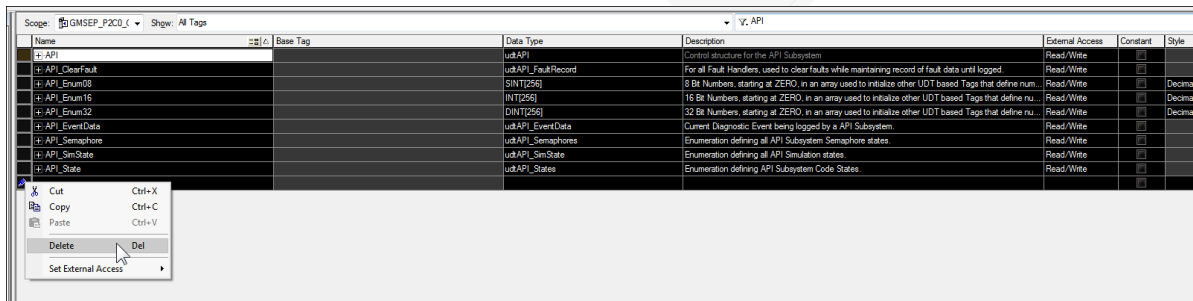 Scope: GMSEP_P2C0_( Show: All Tags API
Name Base Tag Data Type Description External Access Constant Style
API udtAPI Control structure for the API Subsystem Read/Write
API_ClearFault udtAPI_FaultRecord For all Fault Handlers, used to clear faults while maintaining record of fault data until logged. Read/Write
API_Enum08 SINT[256] 8 Bit Numbers, starting at ZERO, in an array used to initialize other UDT based Tags that define num... Read/Write Decima
API_Enum16 INT[256] 16 Bit Numbers, starting at ZERO, in an array used to initialize other UDT based Tags that define nu... Read/Write Decima
API_Enum32 DINT[256] 32 Bit Numbers, starting at ZERO, in an array used to initialize other UDT based Tags that define nu... Read/Write Decima
API_EventData udtAPI_EventData Current Diagnostic Event being logged by a API Subsystem. Read/Write
API_Semaphore udtAPI_Semaphores Enumeration defining all API Subsystem Semaphore states. Read/Write
API_SimState udtAPI_SimState Enumeration defining all API Simulation states. Read/Write
API_State udtAPI_States Enumeration defining API Subsystem Code States. Read/Write
Cut Ctrl+X
Copy Ctrl+C
Paste Ctrl+V
Delete Del
Set External Access